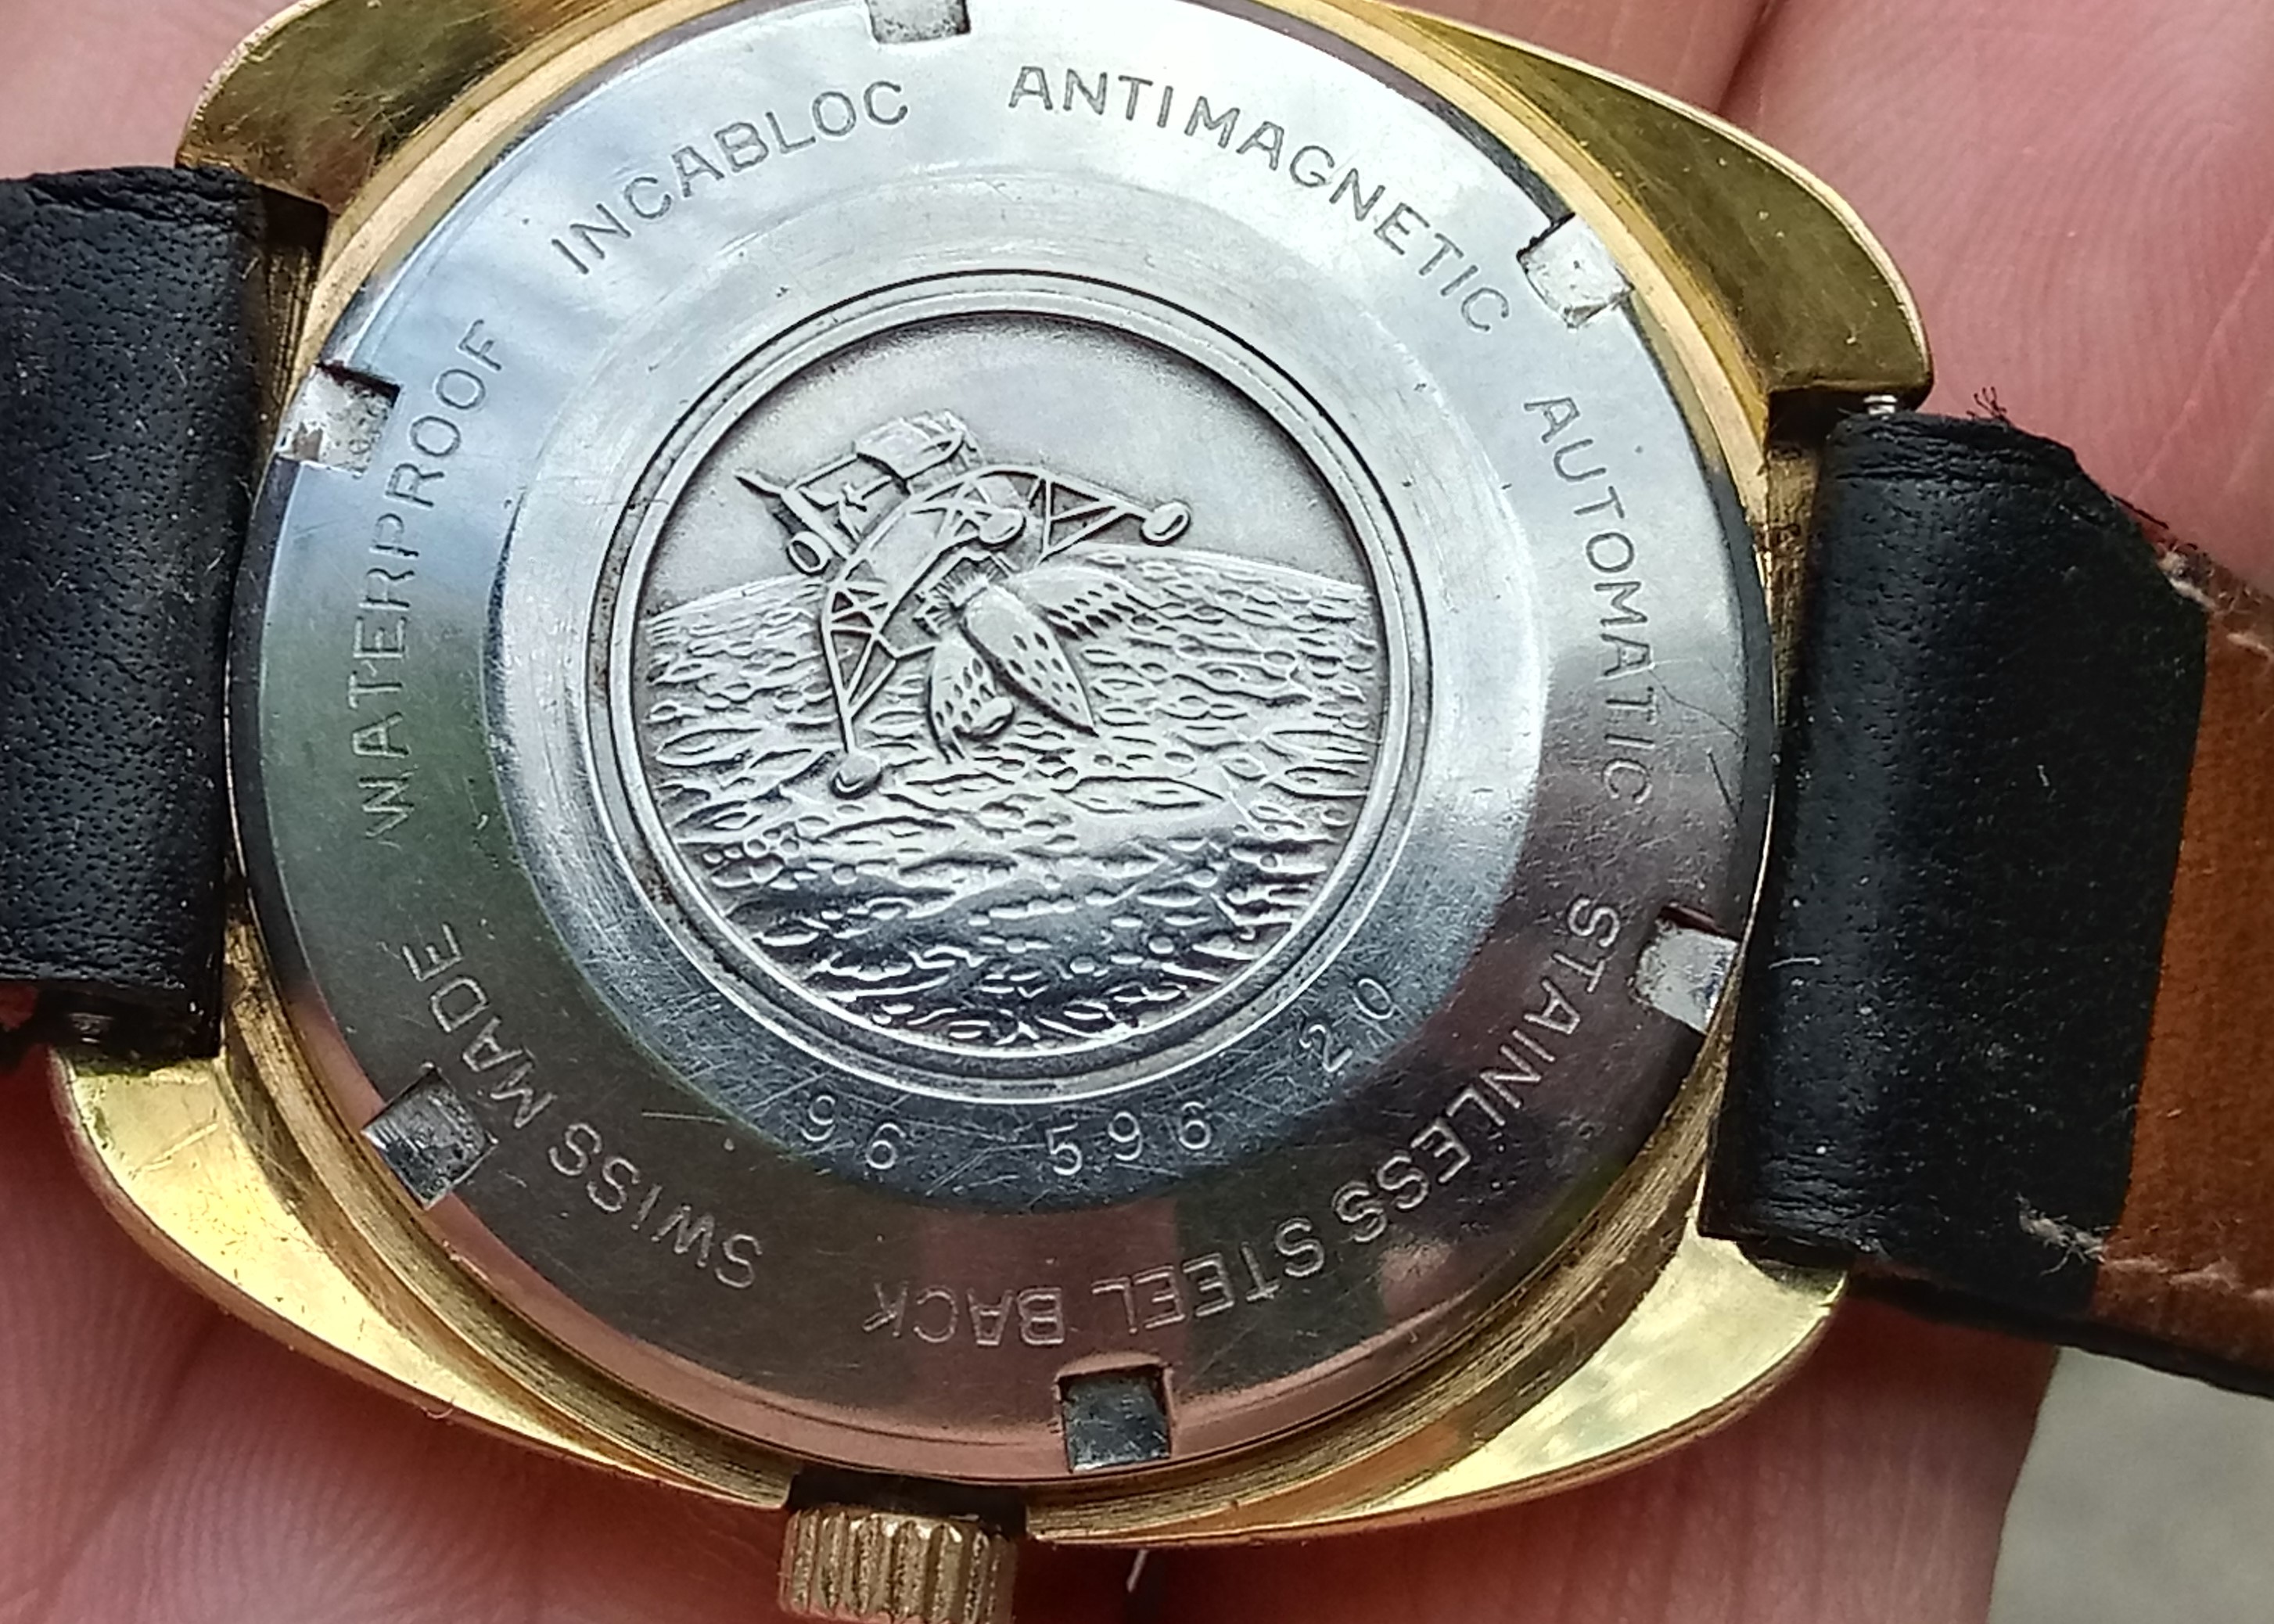 WATERPROOF
INCABLOC
ANTIMAGNETIC
AUTOMATIC
STAINLESS STEEL BACK
SWISS MADE
96 596 20